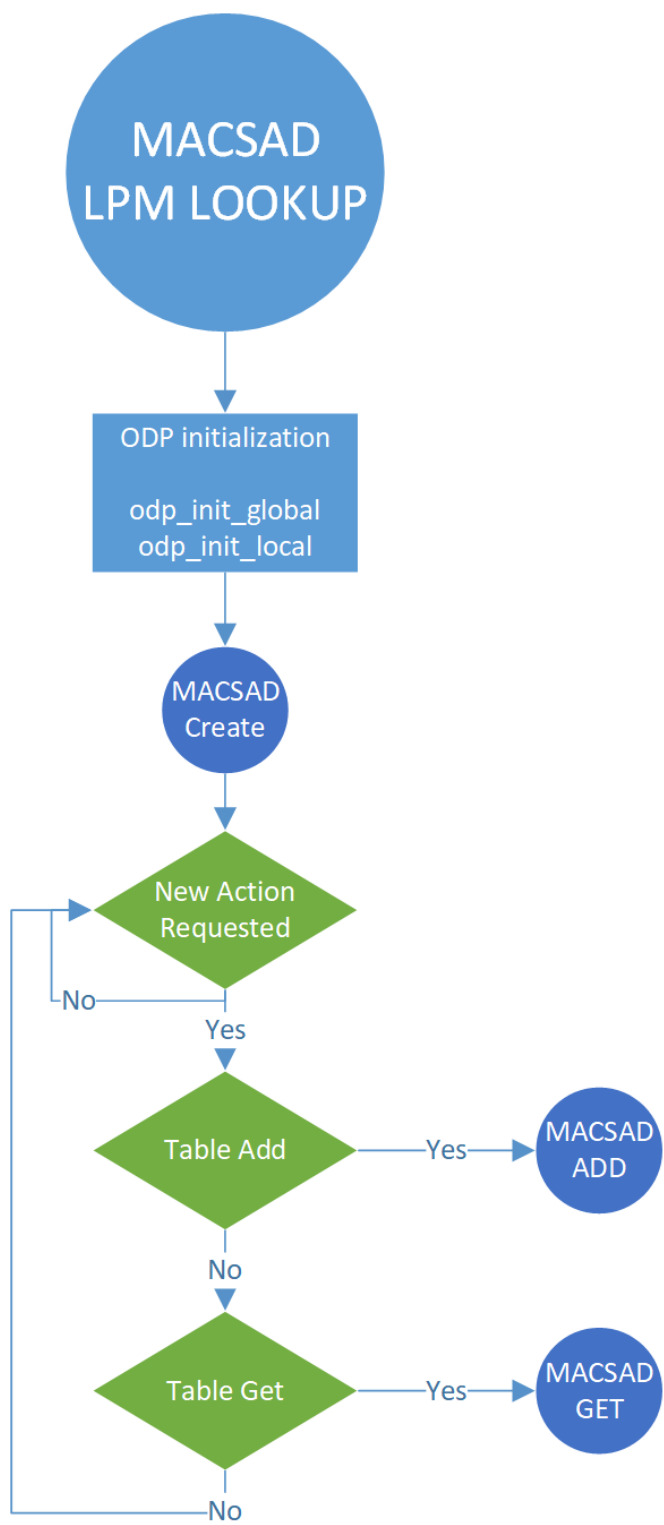 MACSAD
LPM LOOKUP
ODP initialization
odp_init_global
odp_init_local
MACSAD
Create
New Action
Requested
No
Yes
Table Add
Yes
MACSAD
ADD
No
Table Get
Yes
MACSAD
GET
No